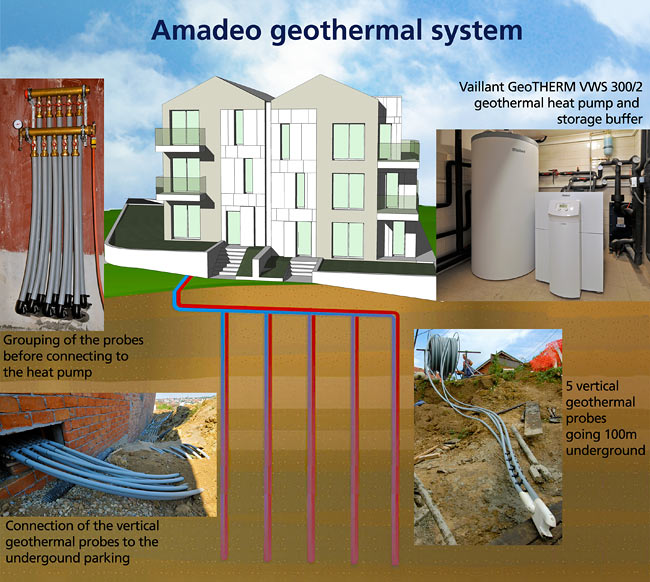 Amadeo geothermal system
Vaillant GeoTHERM VWS 300/2
geothermal heat pump and
storage buffer
Grouping of the probes
before connecting to
the heat pump
5 vertical
geothermal
probes
going 100m
underground
Connection of the vertical
geothermal probes to the
undergound parking